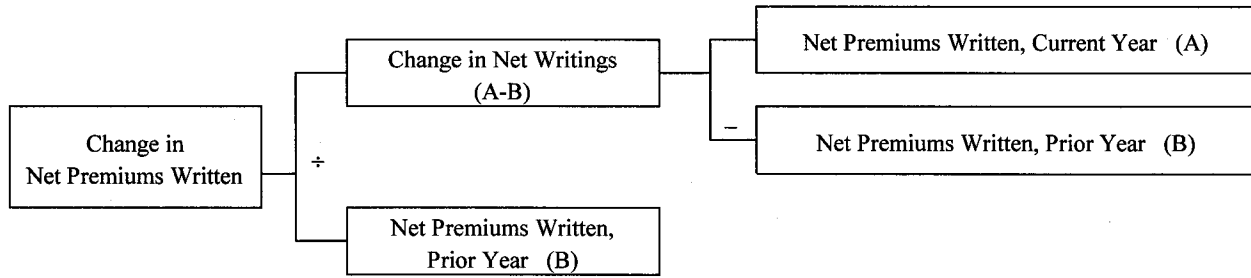 Net Premiums Written, Current Year (A)
Change in Net Writings
(A-B)
–
Net Premiums Written, Prior Year (B)
Change in
Net Premiums Written
÷
Net Premiums Written,
Prior Year (B)